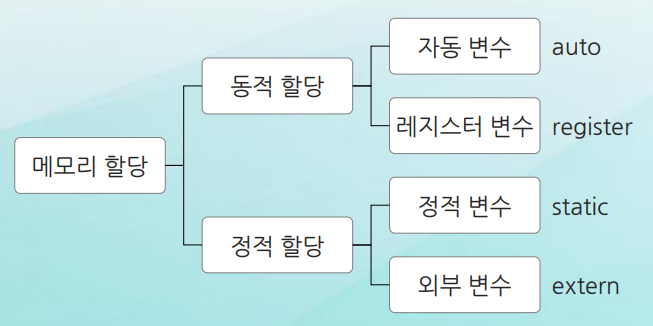 자동 변수 auto
동적 할당
레지스터 변수 register
메모리 할당
정적 변수 static
정적 할당
외부 변수 extern